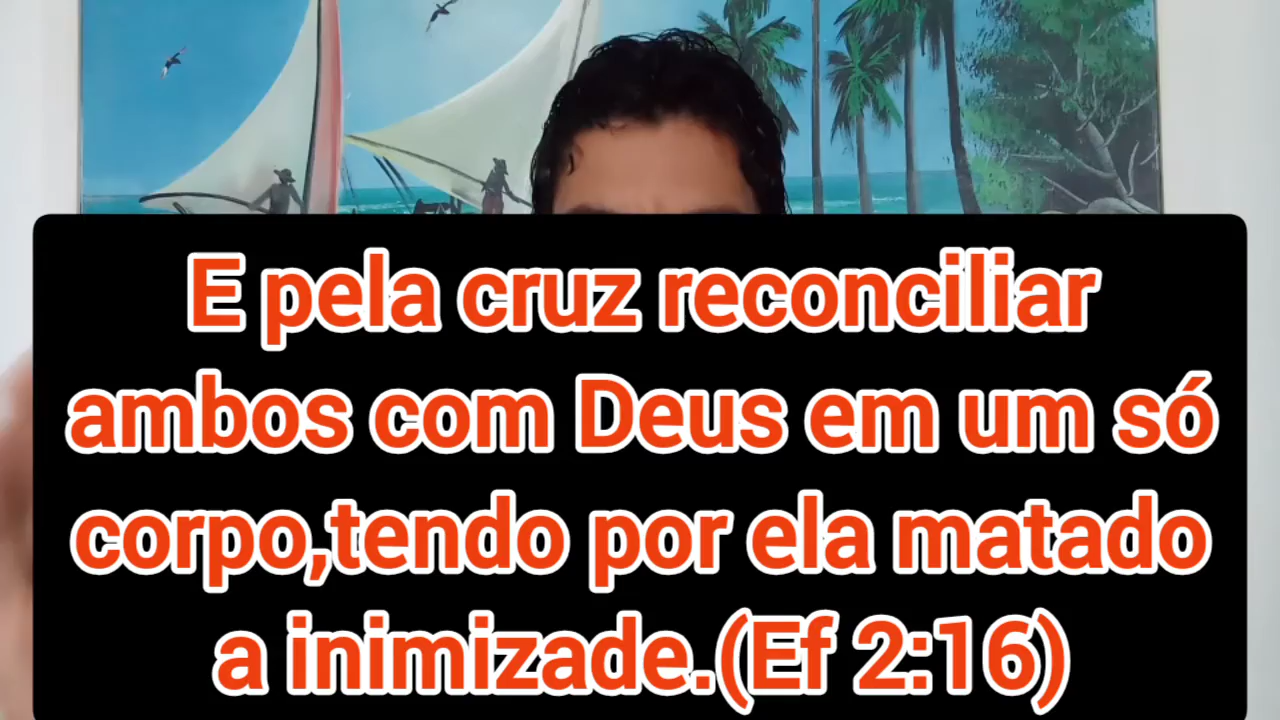 E pela cruz reconciliar
ambos com Deus em um só
corpo,tendo por ela matado
a inimizade.(Ef 2:16)